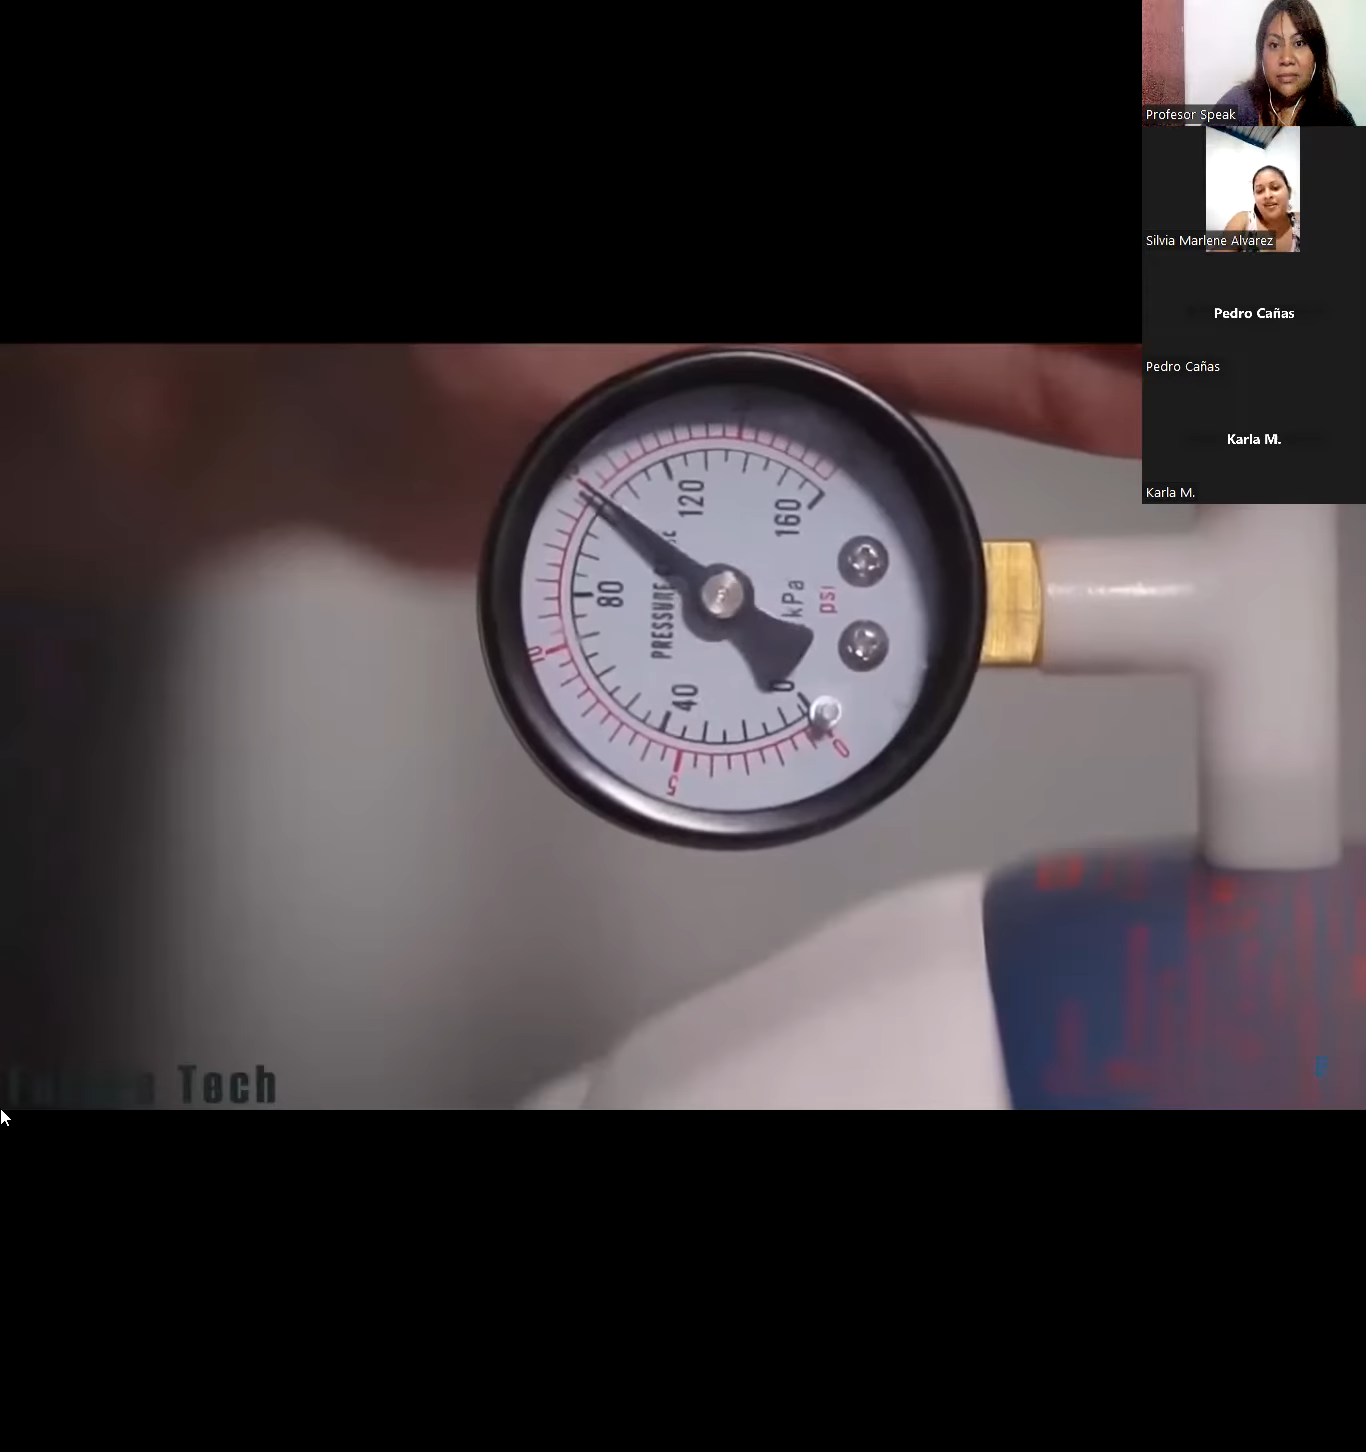 Profesor Speak
Silvia Marlene Alvarez
Pedro Cañas
Pedro Cañas
Karla M.
Karla M.
120
160
80
PRESSURE
kPa
psi
10
40
0
5
0
Tech